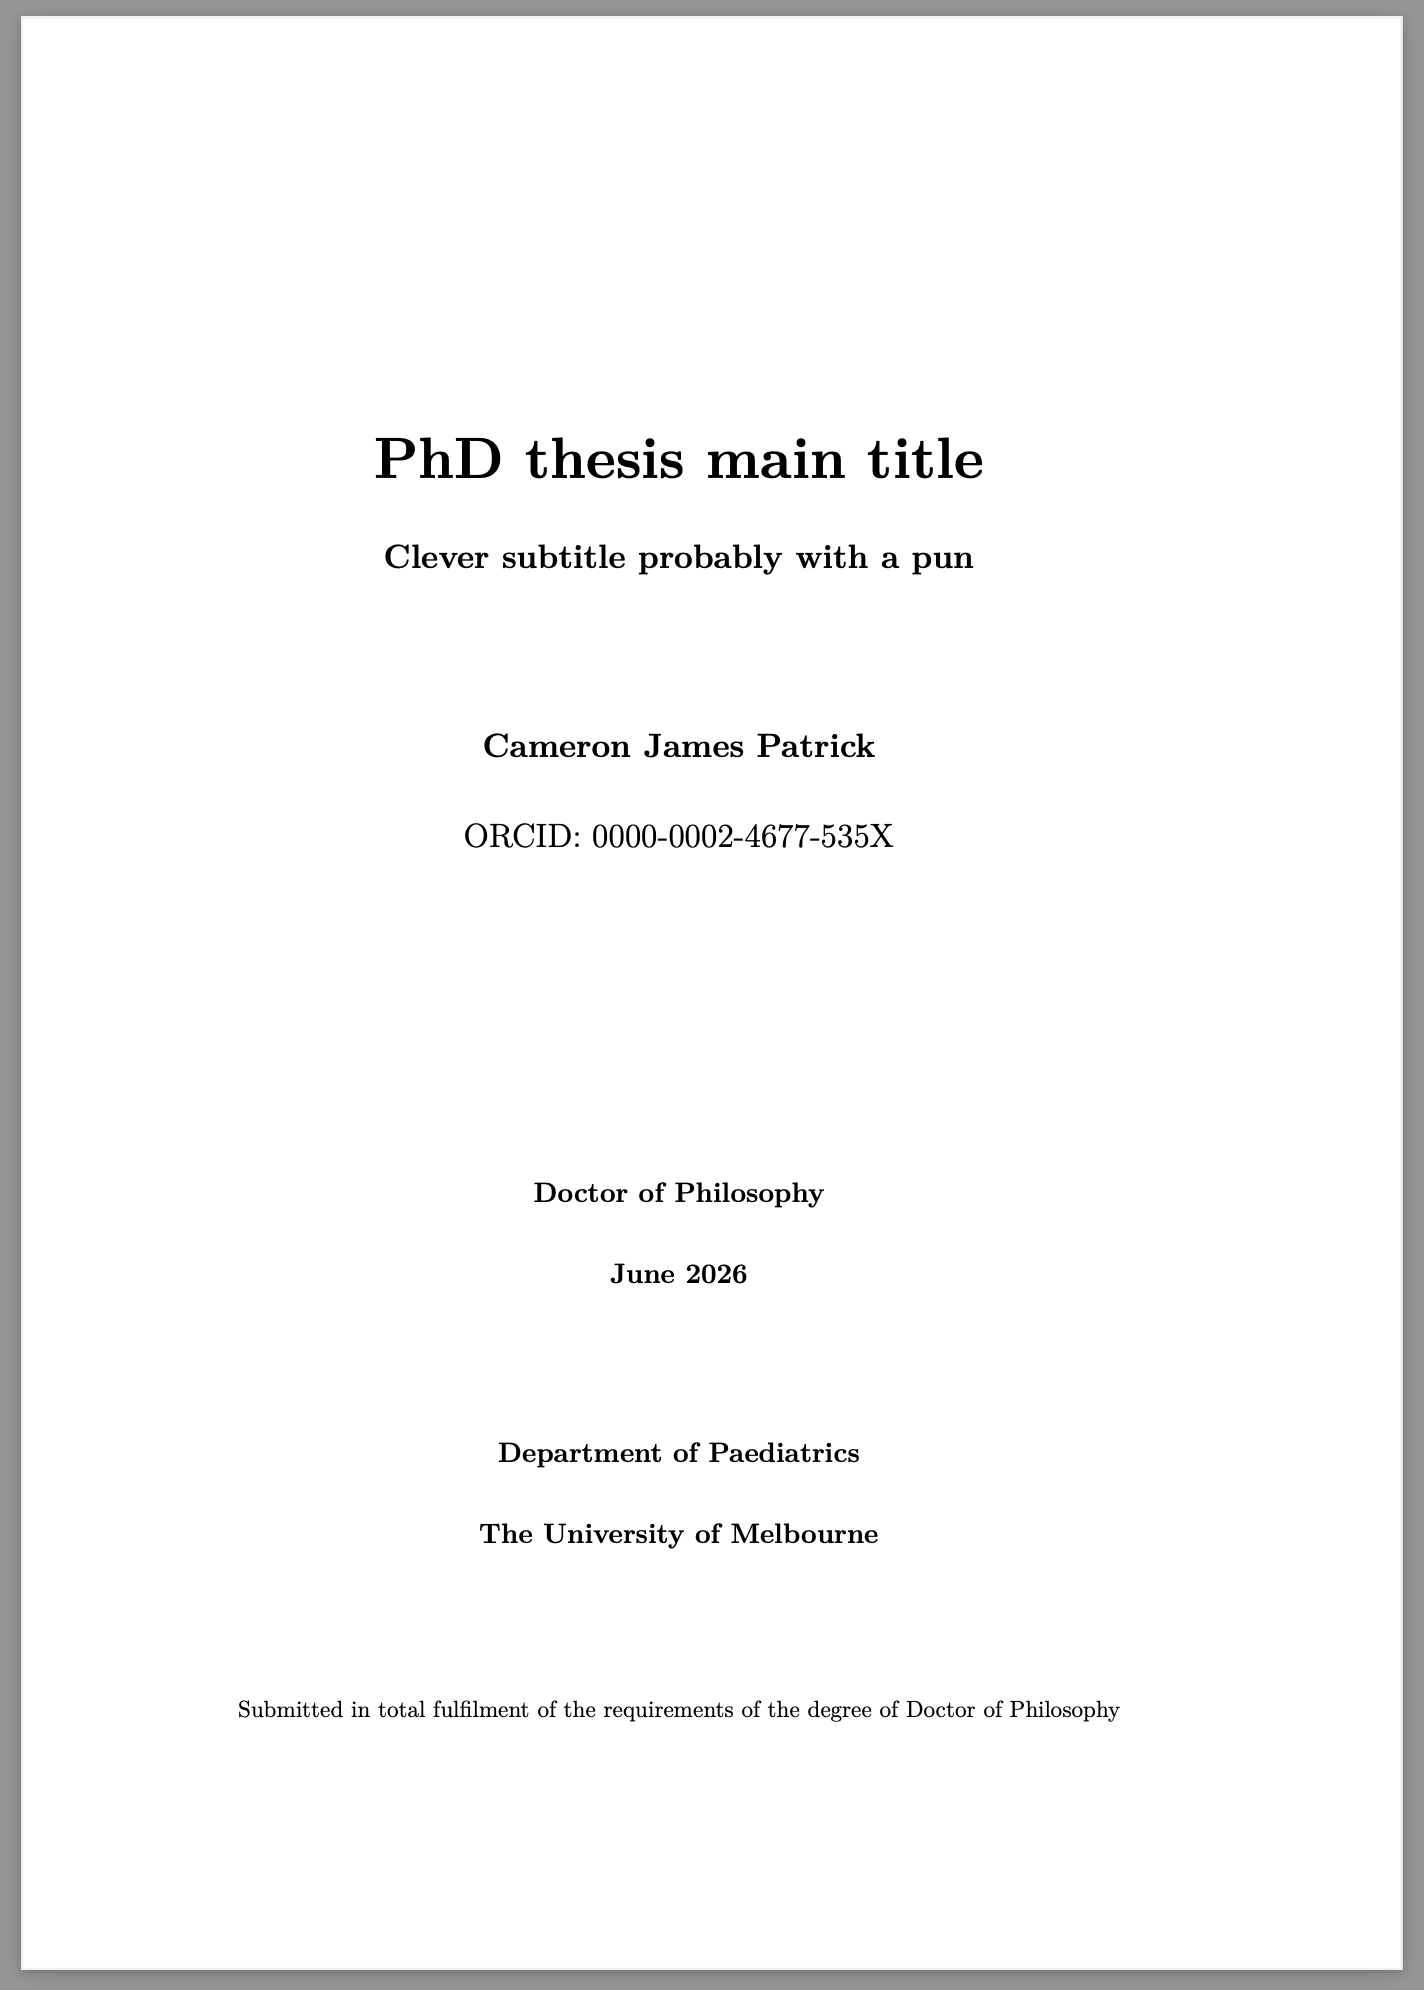 PhD thesis main title
Clever subtitle probably with a pun
Cameron James Patrick
ORCID: 0000-0002-4677-535X
Doctor of Philosophy
June 2026
Department of Paediatrics
The University of Melbourne
Submitted in total fulfilment of the requirements of the degree of Doctor of Philosophy